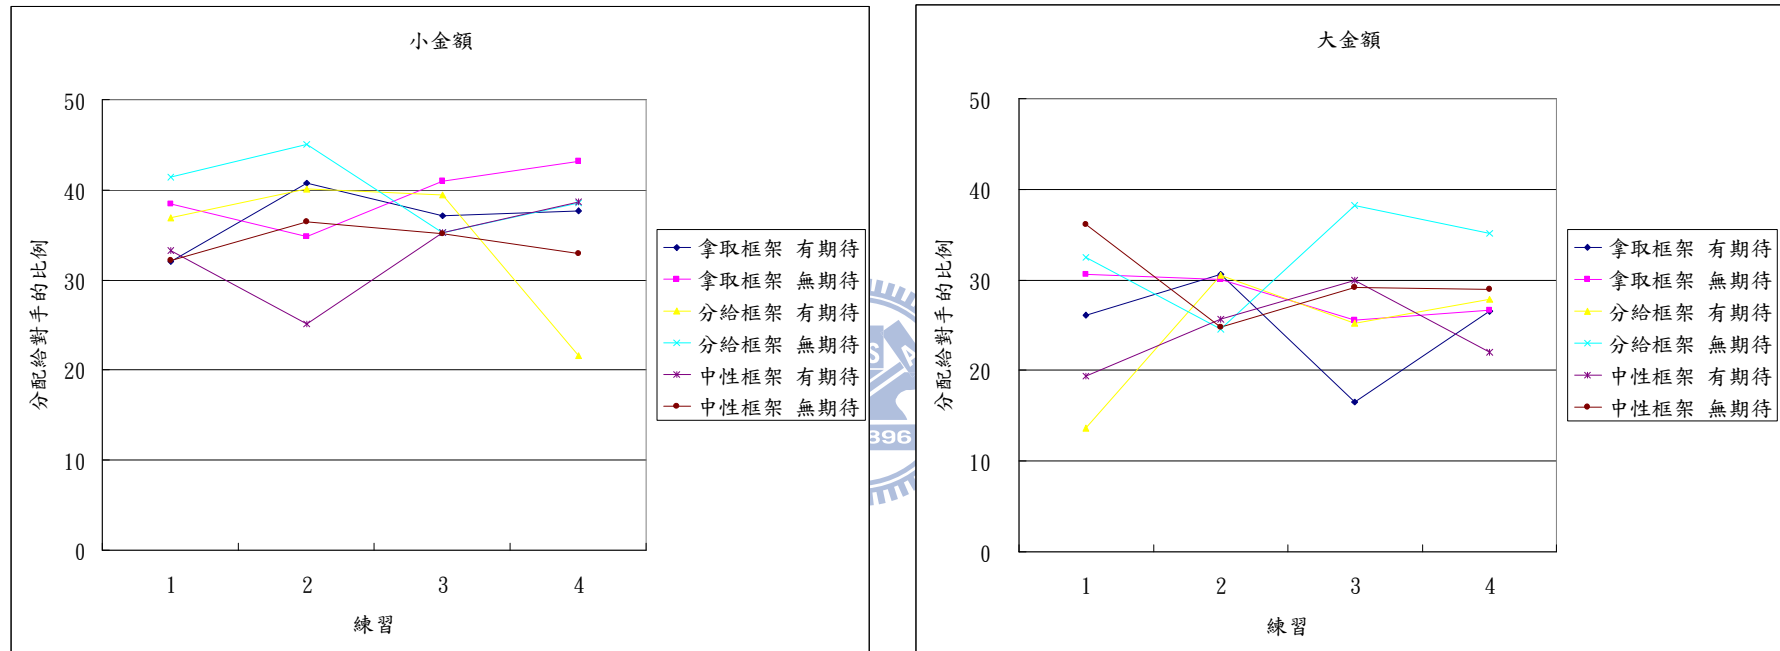 小金額
50
40
30
20
10
0
分配給對手的比例
1 2 3 4
練習
拿取框架 有期待
拿取框架 無期待
分給框架 有期待
分給框架 無期待
中性框架 有期待
中性框架 無期待
S A
896
大金額
50
40
30
20
10
0
分配給對手的比例
1 2 3 4
練習
拿取框架 有期待
拿取框架 無期待
分給框架 有期待
分給框架 無期待
中性框架 有期待
中性框架 無期待